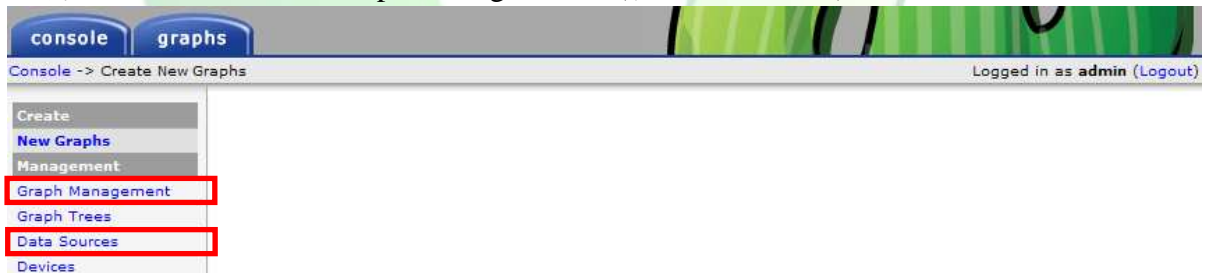 console graphs
Console -> Create New Graphs Logged in as admin (Logout)
Create
New Graphs
Management
Graph Management
Graph Trees
Data Sources
Devices